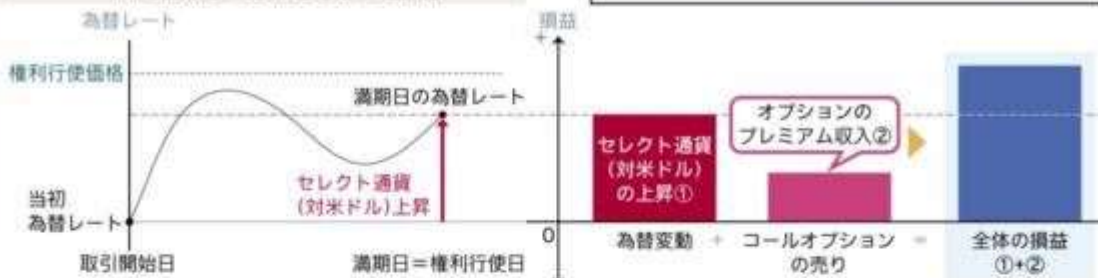 為替レート
権利行使価格
満期日の為替レート
セレクト通貨
(対米ドル)上昇
当初
為替レート
取引開始日
満期日=権利行使日
損益
+
0
セレクト通貨
(対米ドル)
の上昇①
オプションの
プレミアム収入②
為替変動 + コールオプション
の売り
=
全体の損益
①+②